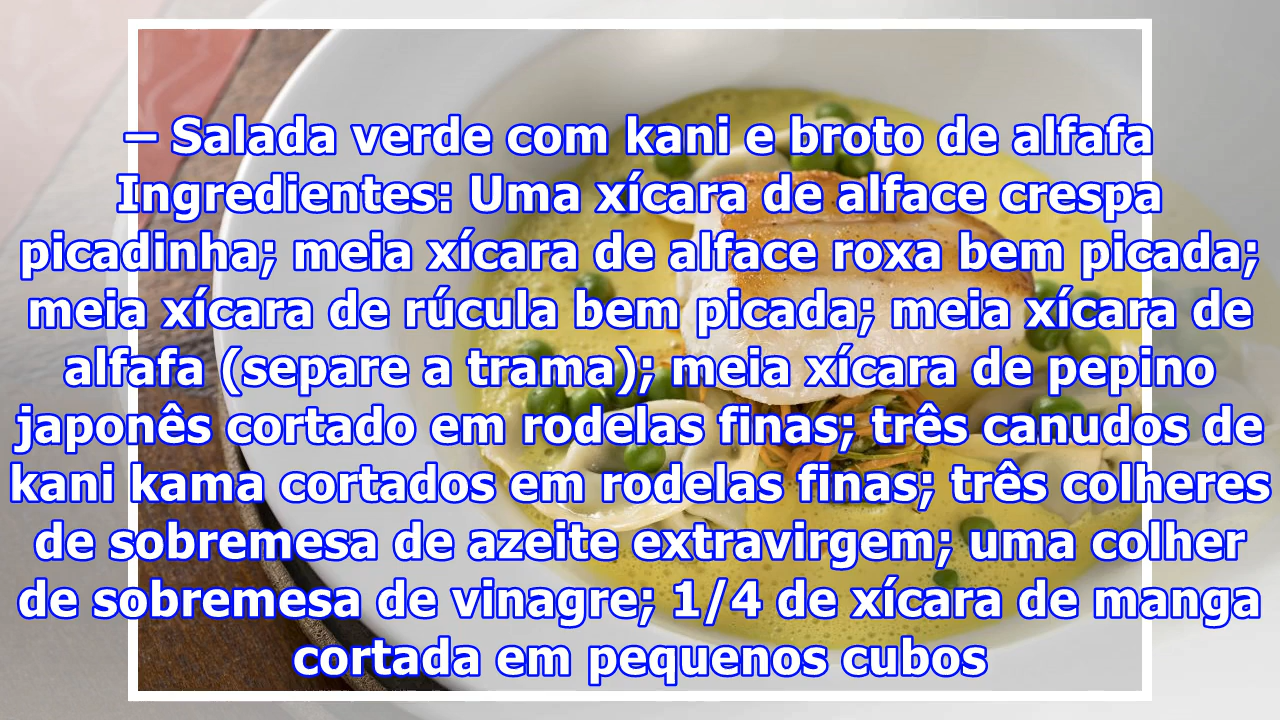 – Salada verde com kani e broto de alfafa
Ingredientes: Uma xícara de alface crespa
picadinha; meia xícara de alface roxa bem picada;
meia xícara de rúcula bem picada; meia xícara de
alfafa (separe a trama); meia xícara de pepino
japonês cortado em rodelas finas; três canudos de
kani kama cortados em rodelas finas; três colheres
de sobremesa de azeite extravirgem; uma colher
de sobremesa de vinagre; 1/4 de xícara de manga
cortada em pequenos cubos